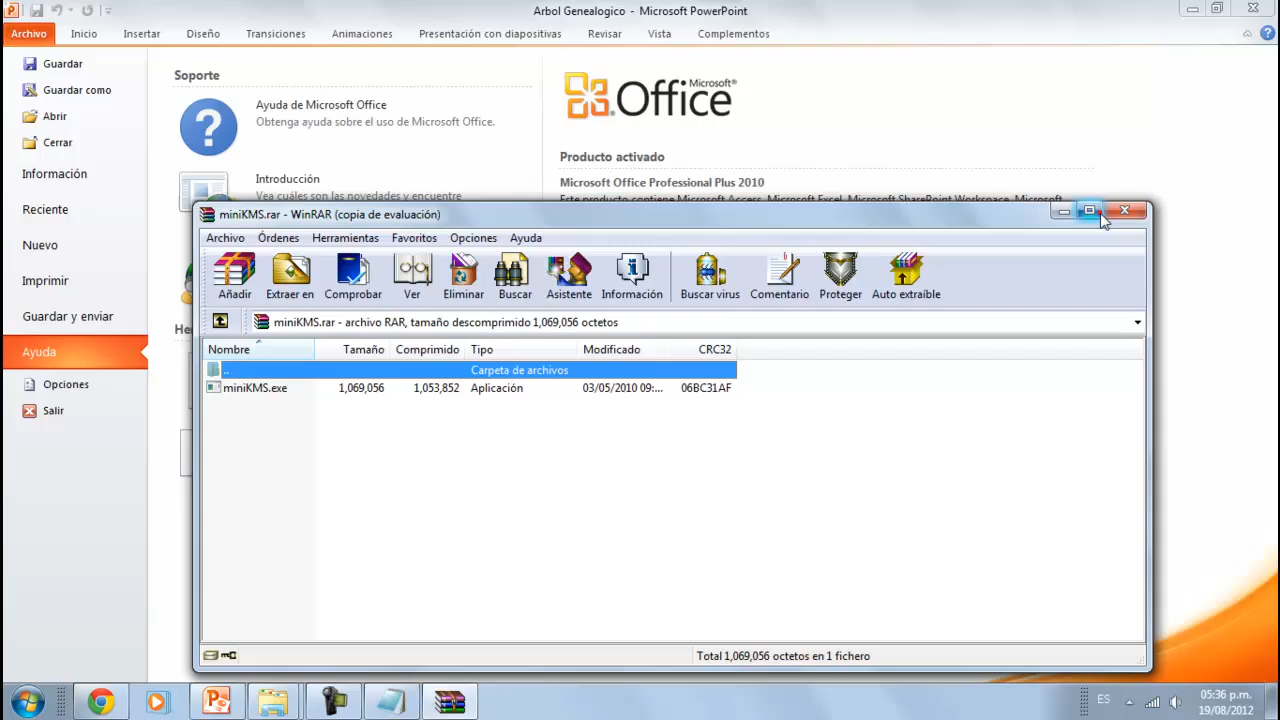 Arbol Genealogico - Microsoft PowerPoint
Archivo Inicio Insertar Diseño Transiciones Animaciones Presentación con diapositivas Revisar Vista Complementos
Guardar
Guardar como
Abrir
Cerrar
Información
Reciente
Nuevo
Imprimir
Guardar y enviar
Ayuda
Opciones
Salir
Soporte
Ayuda de Microsoft Office
Obtenga ayuda sobre el uso de Microsoft Office.
Introducción
Vea cuáles son las novedades y encuentre
He
Microsoft®
Office
Producto activado
Microsoft Office Professional Plus 2010
Este producto contiene Microsoft Access, Microsoft Excel, Microsoft SharePoint Workspace, Microsoft
miniKMS.rar - WinRAR (copia de evaluación)
Archivo Órdenes Herramientas Favoritos Opciones Ayuda
Añadir Extraer en Comprobar Ver Eliminar Buscar Asistente Información Buscar virus Comentario Proteger Auto extraíble
miniKMS.rar - archivo RAR, tamaño descomprimido 1,069,056 octetos
Nombre Tamaño Comprimido Tipo Modificado CRC32
.. Carpeta de archivos
miniKMS.exe 1,069,056 1,053,852 Aplicación 03/05/2010 09:... 06BC31AF
Total 1,069,056 octetos en 1 fichero
ES
05:36 p.m.
19/08/2012